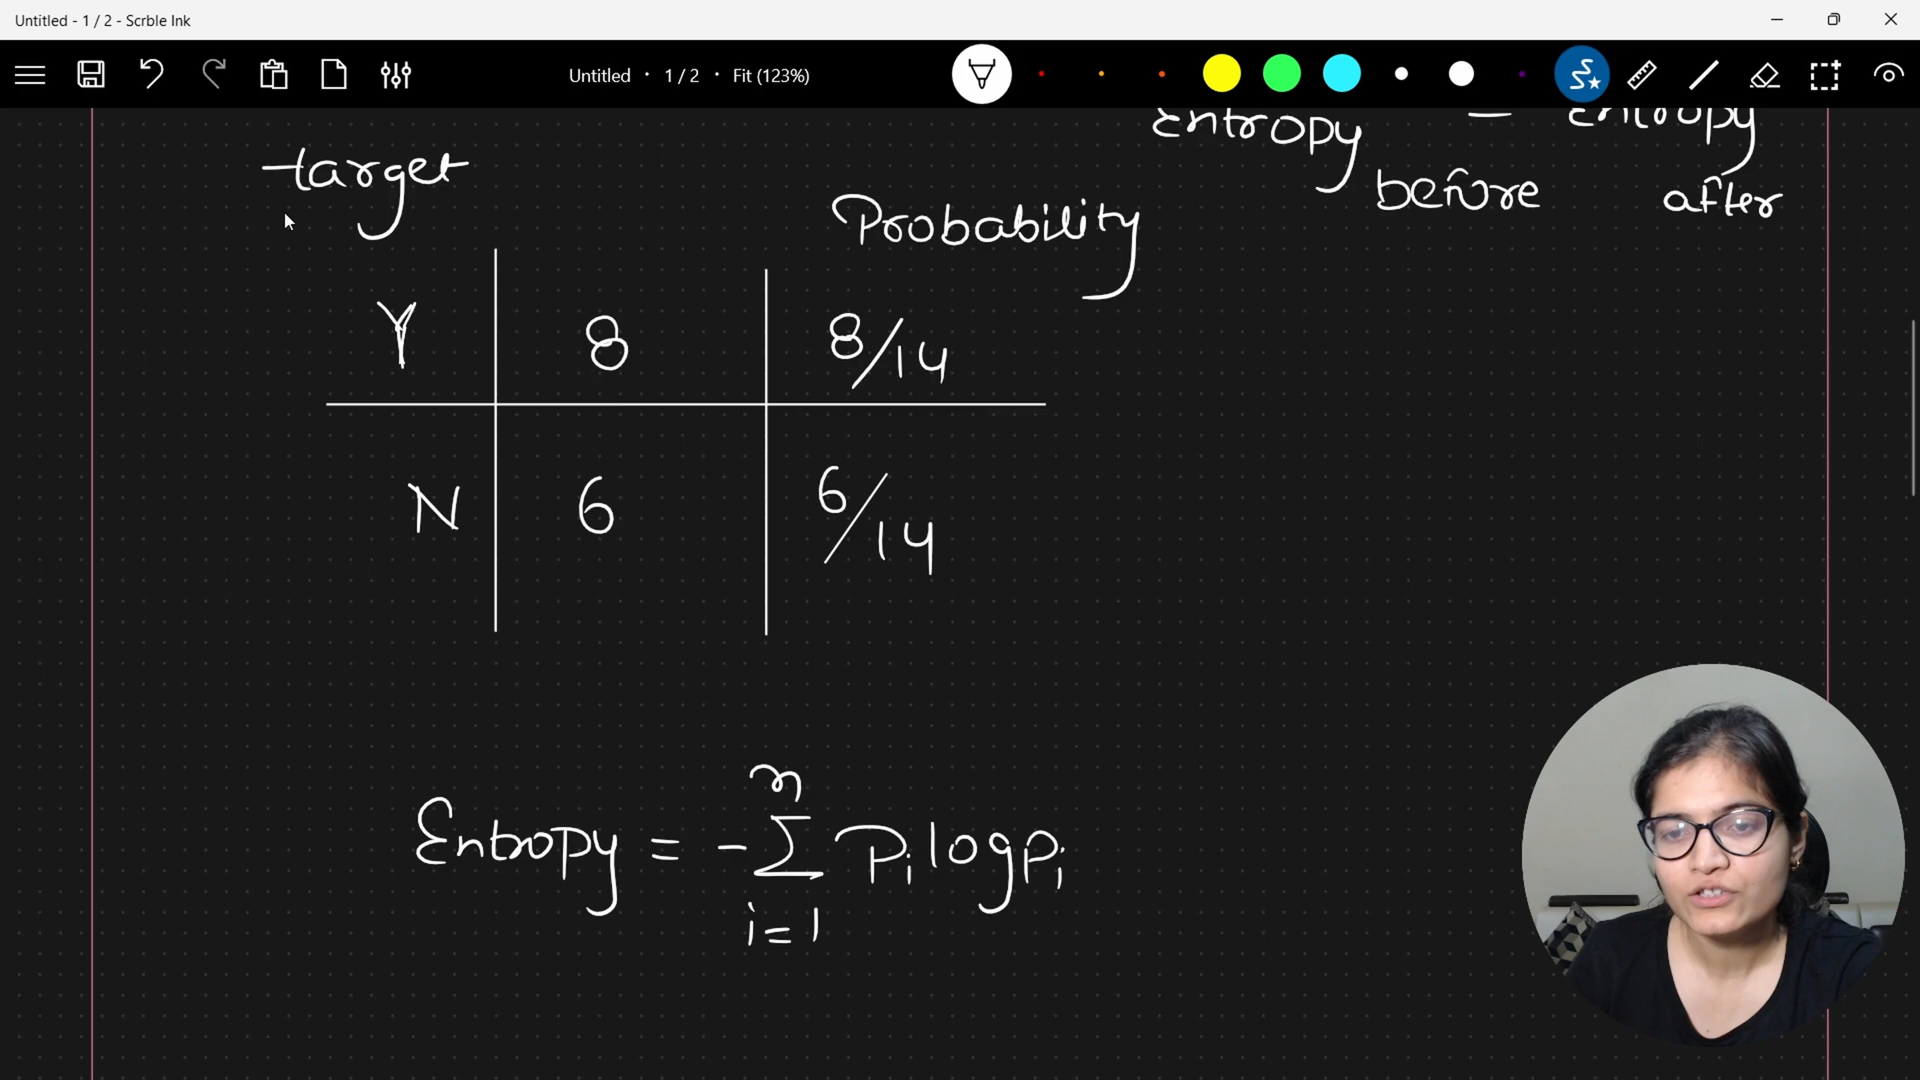 Untitled - 1 / 2 - Scrble Ink
Untitled • 1 / 2 • Fit (123%)
Entropy - Entropy
before after
target
Probability
Y 8 8/14
N 6 6/14
n
Entropy = -Σ Pi log pi
i=1